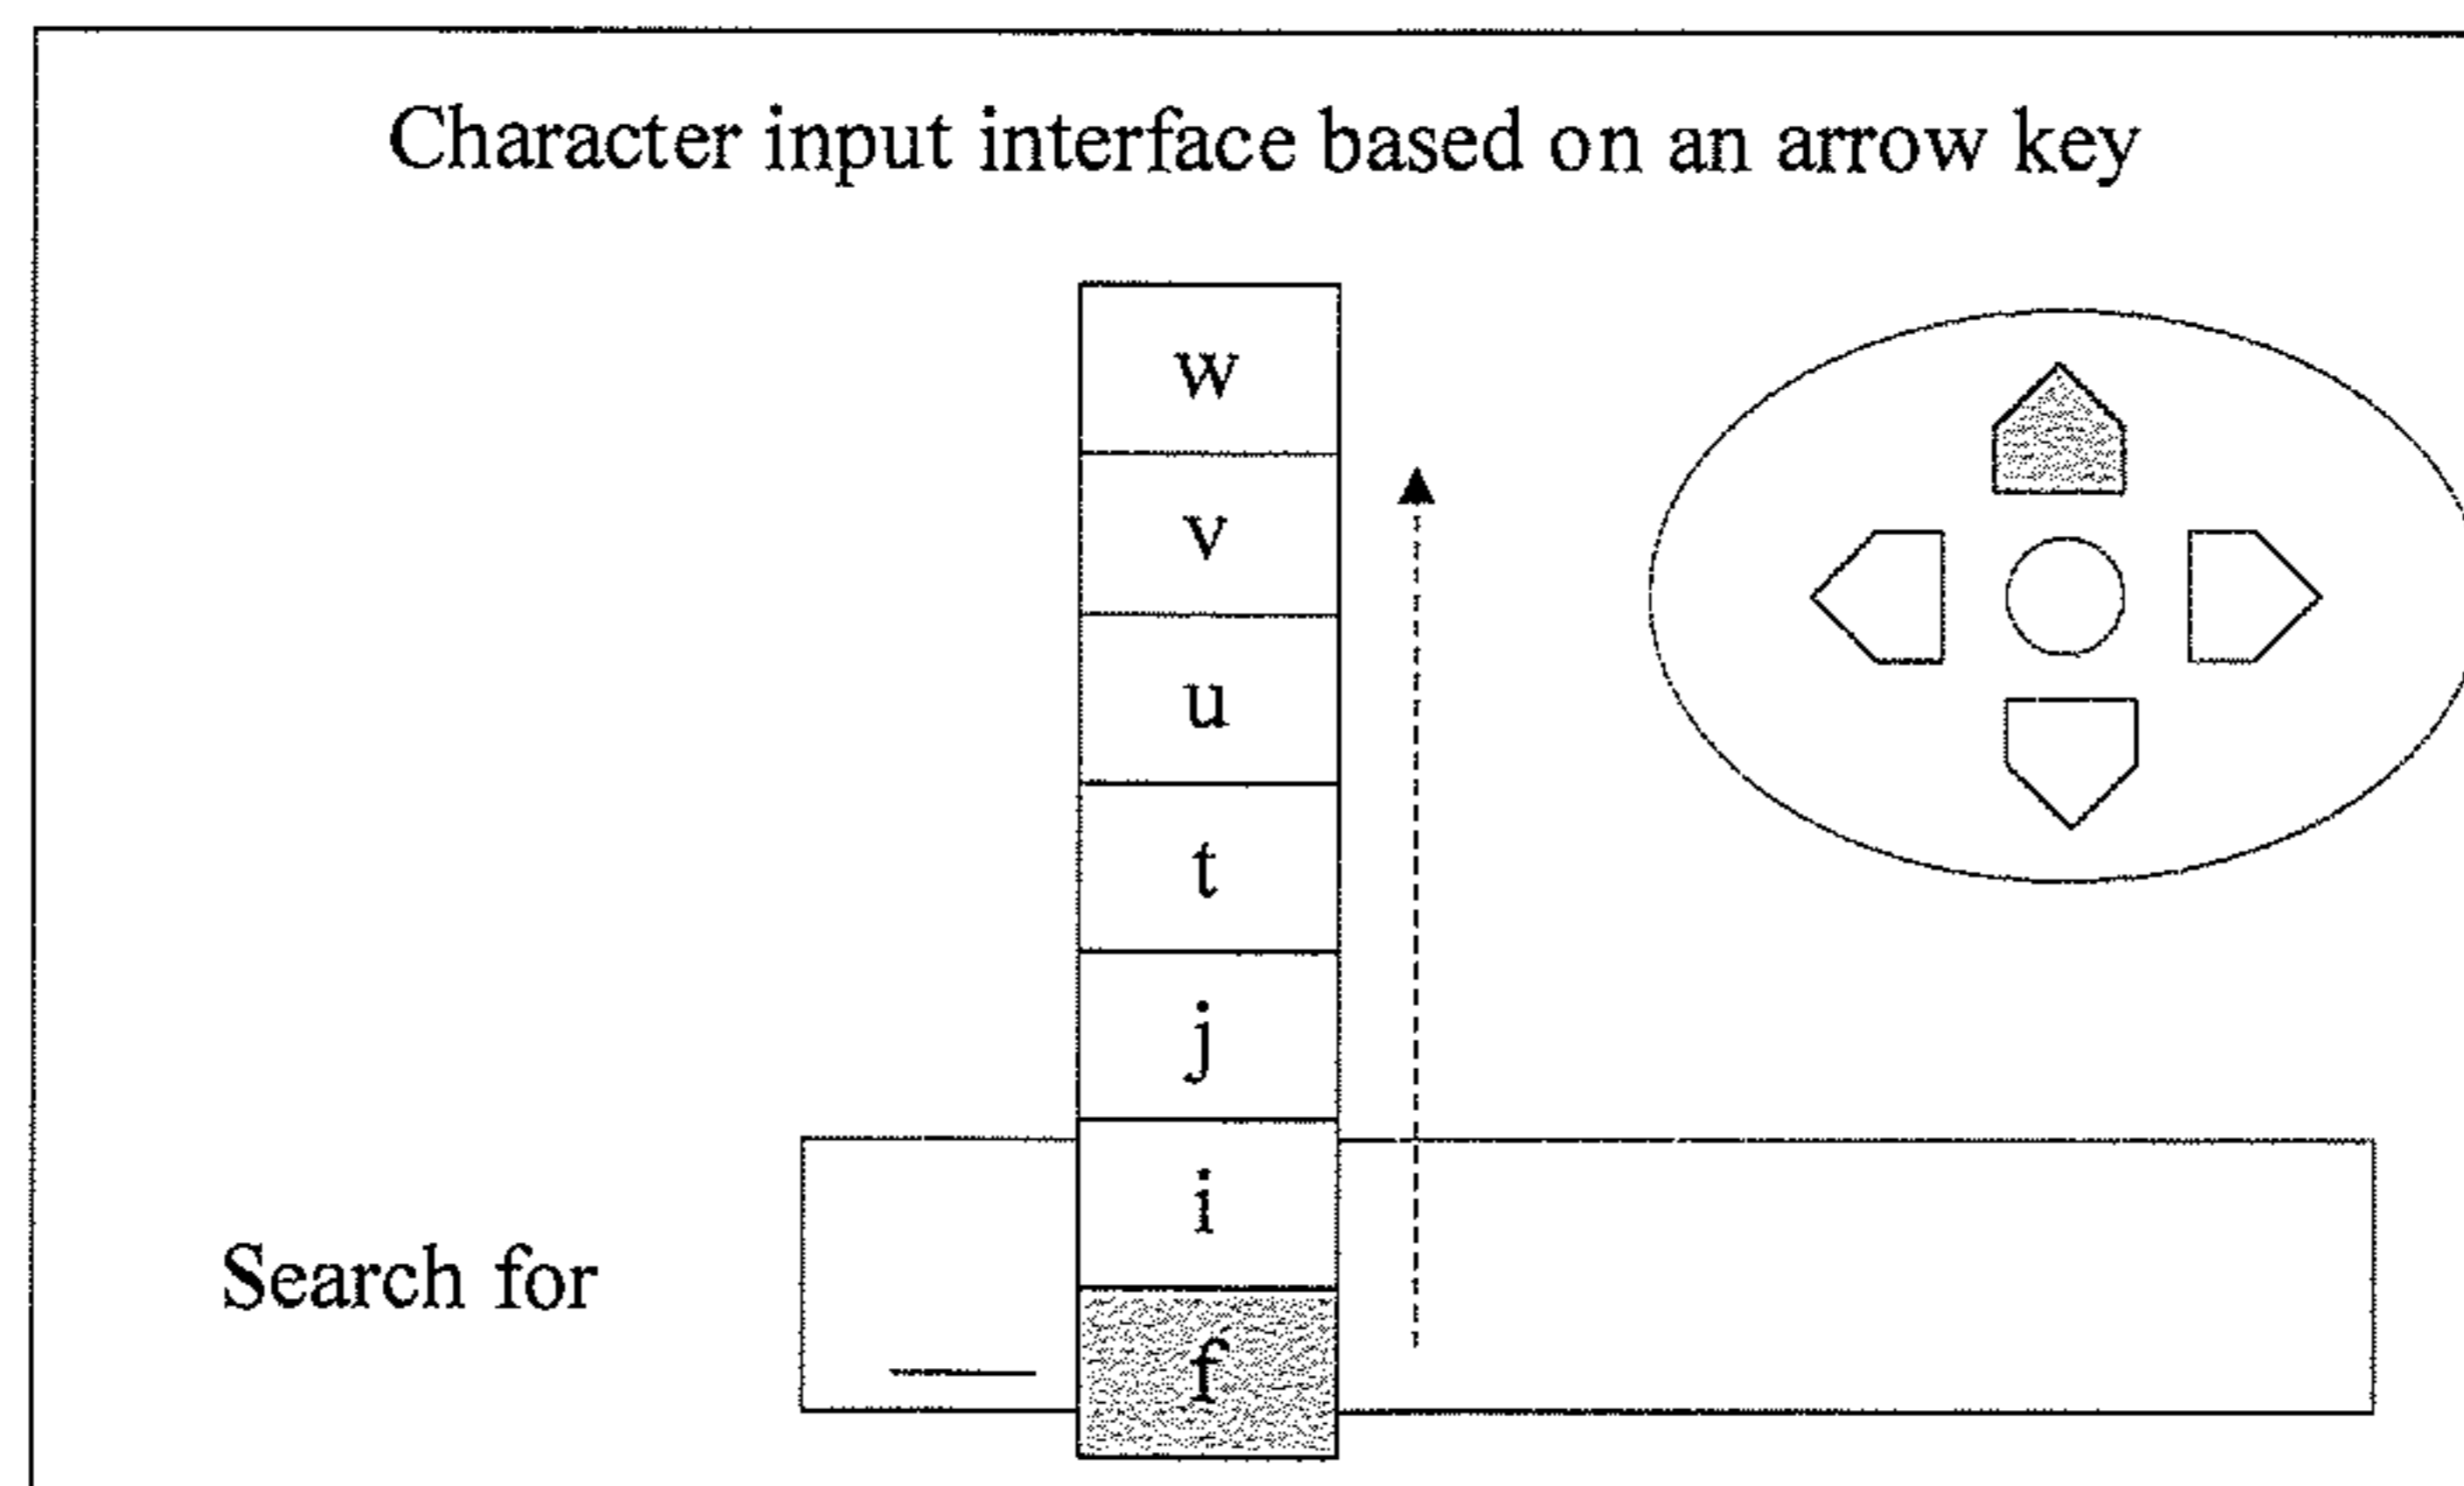 Character input interface based on an arrow key
w
v
u
t
j
i
Search for
f